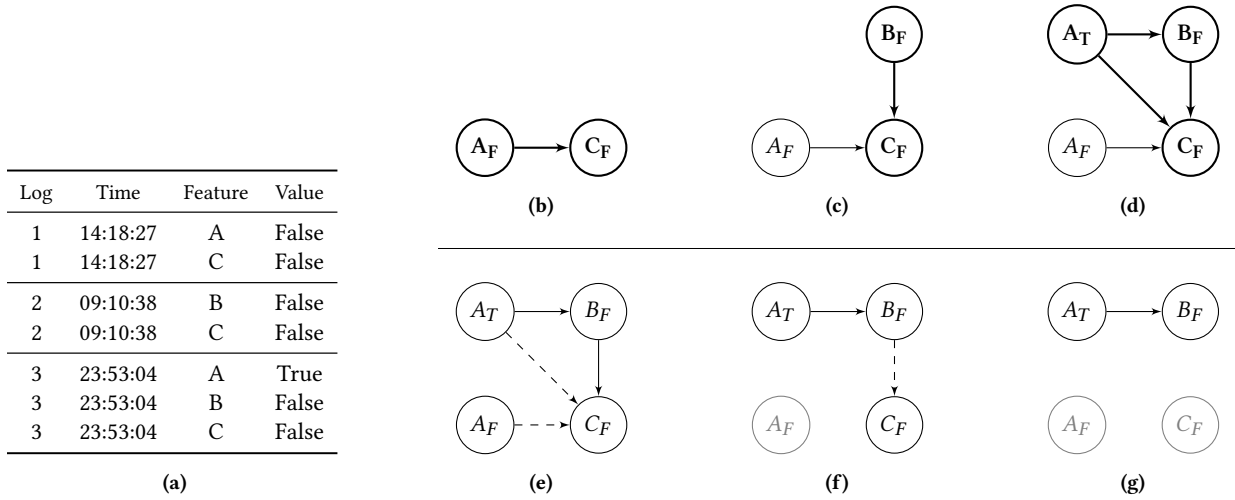 Log Time Feature Value
1 14:18:27 A False
1 14:18:27 C False
2 09:10:38 B False
2 09:10:38 C False
3 23:53:04 A True
3 23:53:04 B False
3 23:53:04 C False
(a)
A_F C_F
(b)
B_F
A_F C_F
(c)
A_T B_F
A_F C_F
(d)
A_T B_F
A_F C_F
(e)
A_T B_F
A_F C_F
(f)
A_T B_F
A_F C_F
(g)